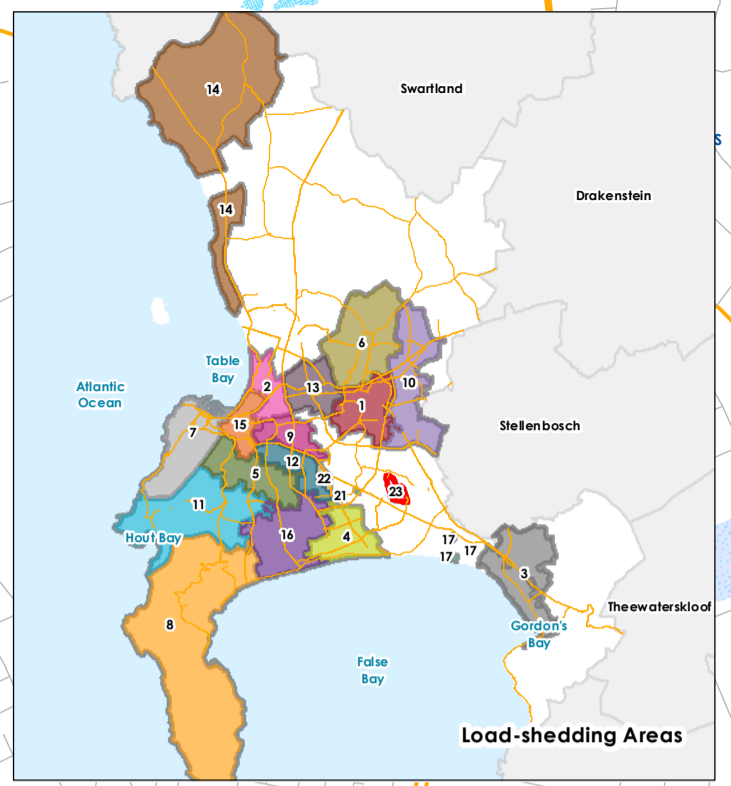 14
Swartland
S
Drakenstein
14
6
Table
Bay
10
2
13
Atlantic
Ocean
1
7
15
Stellenbosch
9
12
5
22
23
21
11
16
4
Hout Bay
17
17
17
3
Theewaterskloof
8
Gordon's
Bay
False
Bay
Load-shedding Areas